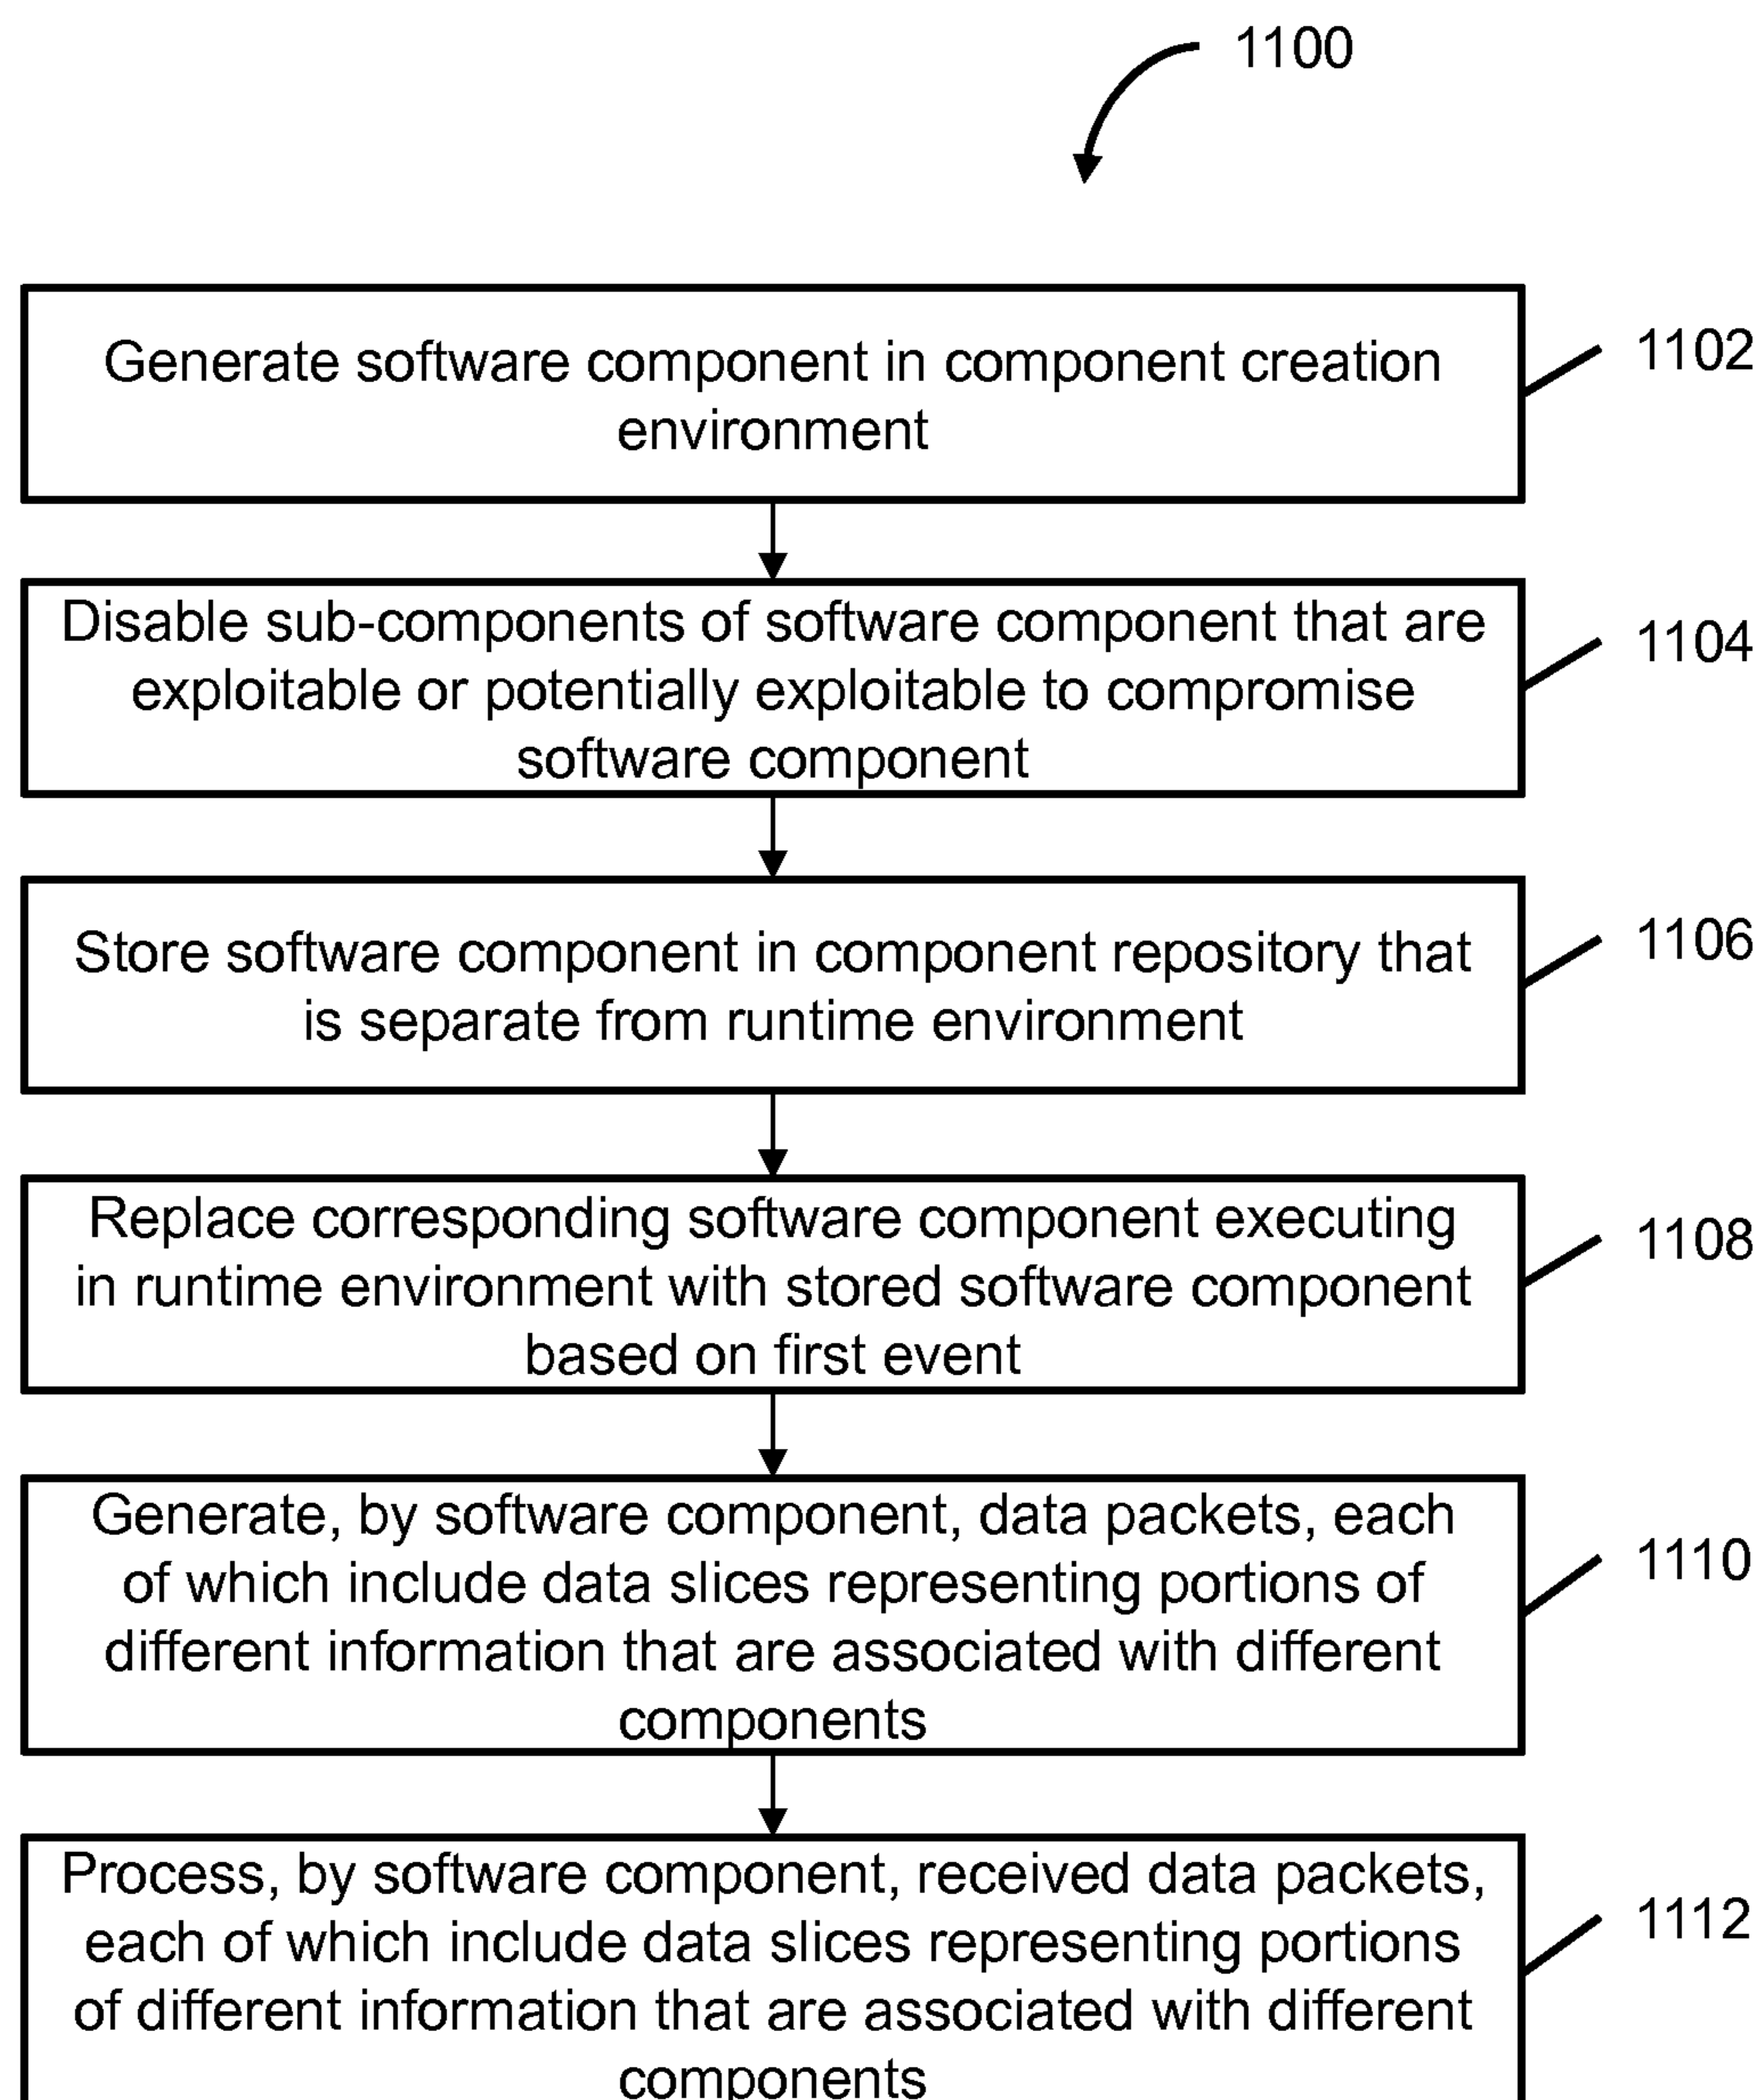 1100
Generate software component in component creation
environment
1102
Disable sub-components of software component that are
exploitable or potentially exploitable to compromise
software component
1104
Store software component in component repository that
is separate from runtime environment
1106
Replace corresponding software component executing
in runtime environment with stored software component
based on first event
1108
Generate, by software component, data packets, each
of which include data slices representing portions of
different information that are associated with different
components
1110
Process, by software component, received data packets,
each of which include data slices representing portions
of different information that are associated with different
components
1112